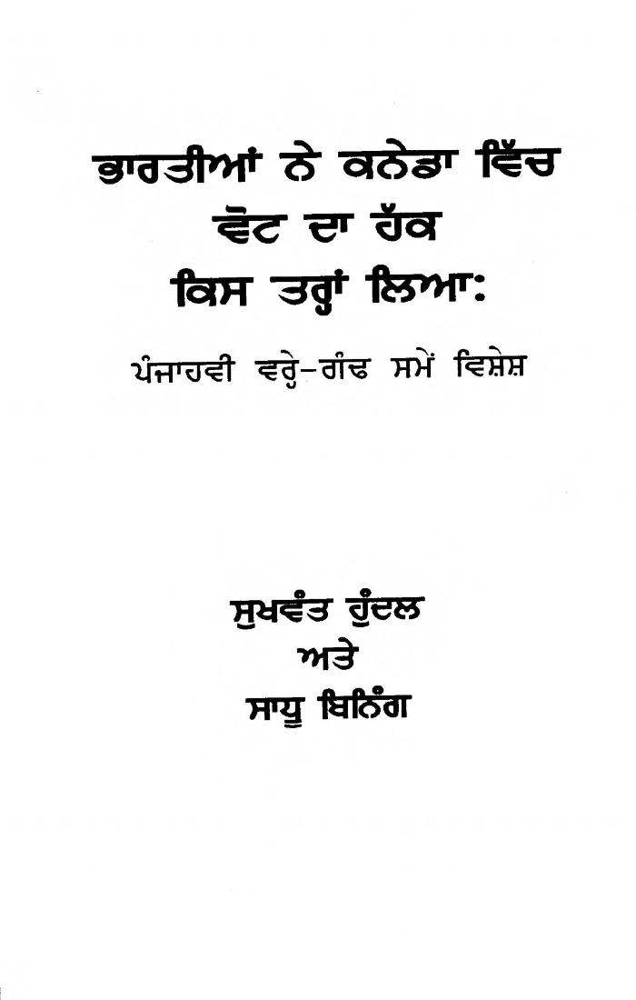 ਭਾਰਤੀਆਂ ਨੇ ਕਨੇਡਾ ਵਿੱਚ
ਵੋਟ ਦਾ ਹੱਕ
ਕਿਸ ਤਰ੍ਹਾਂ ਲਿਆ:
ਪੰਜਾਹਵੀ ਵਰ੍ਹੇ-ਗੰਢ ਸਮੇਂ ਵਿਸ਼ੇਸ਼
ਸੁਖਵੰਤ ਹੁੰਦਲ
ਅਤੇ
ਸਾਧੂ ਬਿਨਿੰਗ